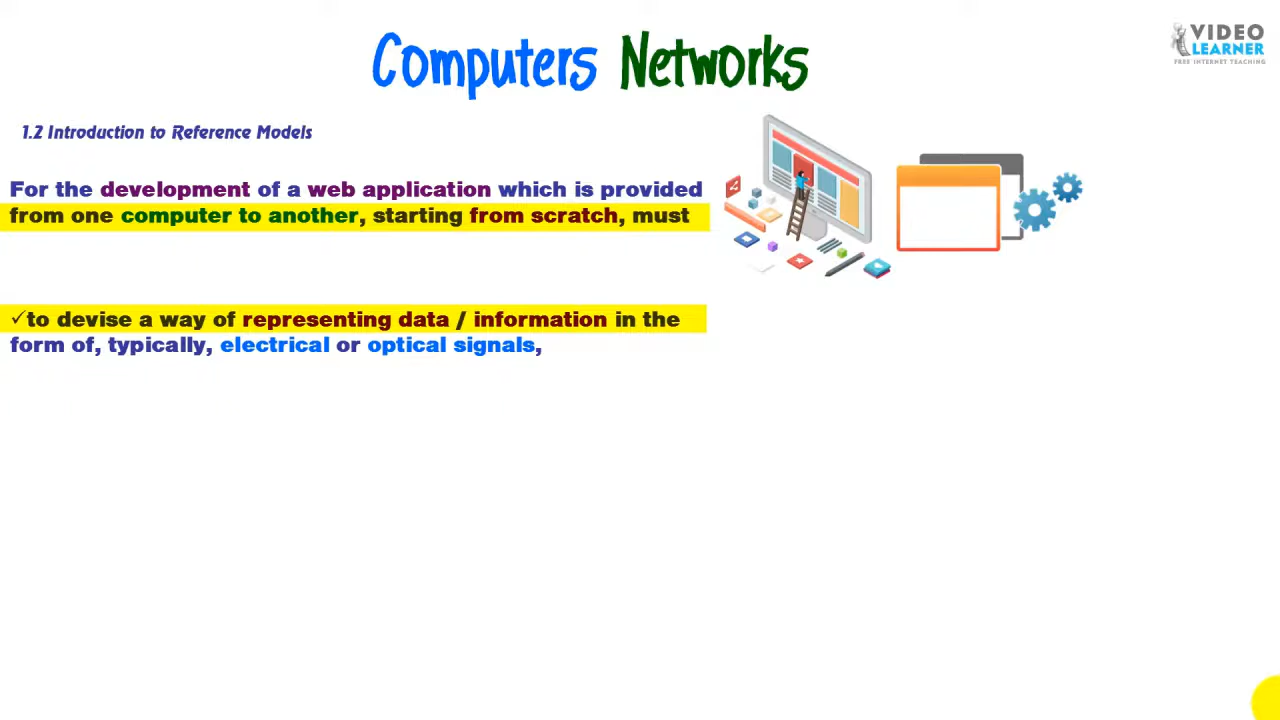 Computers Networks
VIDEO
LEARNER
FREE INTERNET TEACHING
1.2 Introduction to Reference Models
For the development of a web application which is provided
from one computer to another, starting from scratch, must
✓to devise a way of representing data / information in the
form of, typically, electrical or optical signals,